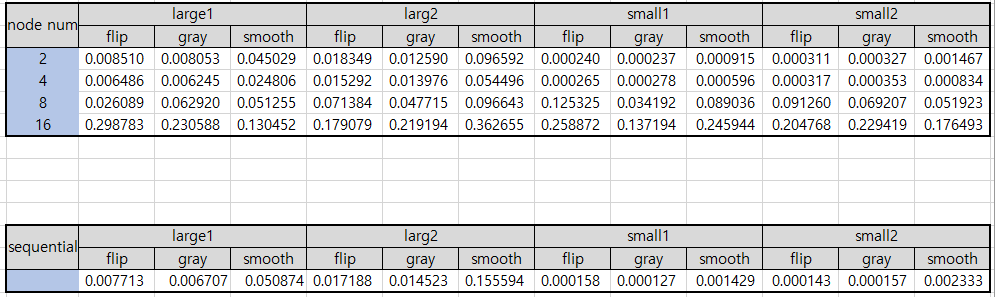 node num large1 larg2 small1 small2
flip gray smooth flip gray smooth flip gray smooth flip gray smooth
2 0.008510 0.008053 0.045029 0.018349 0.012590 0.096592 0.000240 0.000237 0.000915 0.000311 0.000327 0.001467
4 0.006486 0.006245 0.024806 0.015292 0.013976 0.054496 0.000265 0.000278 0.000596 0.000317 0.000353 0.000834
8 0.026089 0.062920 0.051255 0.071384 0.047715 0.096643 0.125325 0.034192 0.089036 0.091260 0.069207 0.051923
16 0.298783 0.230588 0.130452 0.179079 0.219194 0.362655 0.258872 0.137194 0.245944 0.204768 0.229419 0.176493
sequential large1 larg2 small1 small2
flip gray smooth flip gray smooth flip gray smooth flip gray smooth
0.007713 0.006707 0.050874 0.017188 0.014523 0.155594 0.000158 0.000127 0.001429 0.000143 0.000157 0.002333